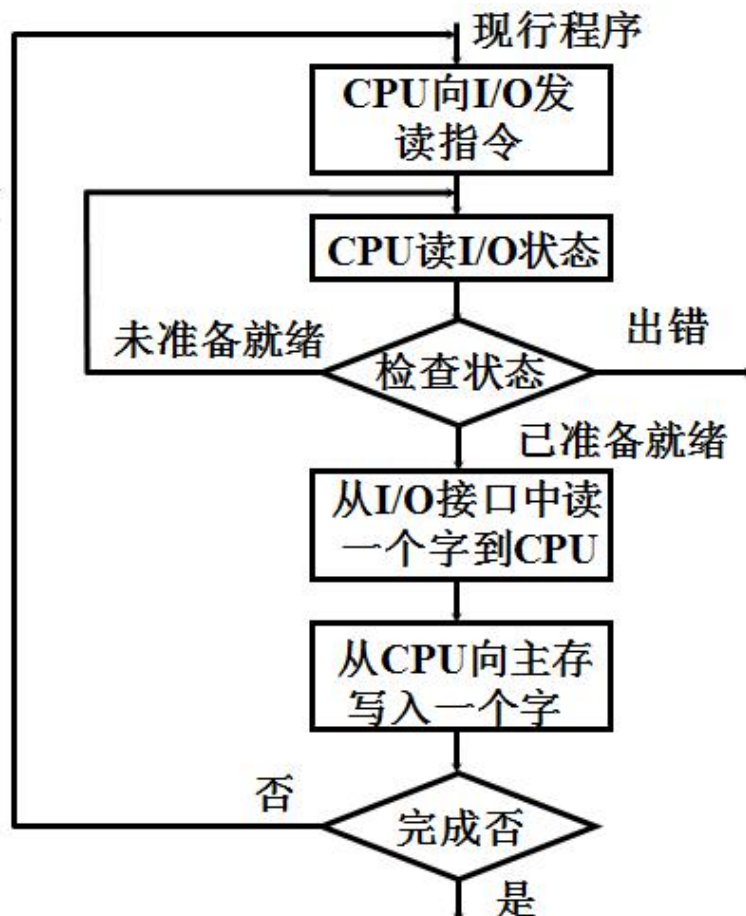 现行程序
CPU向I/O发
读指令
CPU读I/O状态
未准备就绪
检查状态
出错
已准备就绪
从I/O接口中读
一个字到CPU
从CPU向主存
写入一个字
否
完成否
是